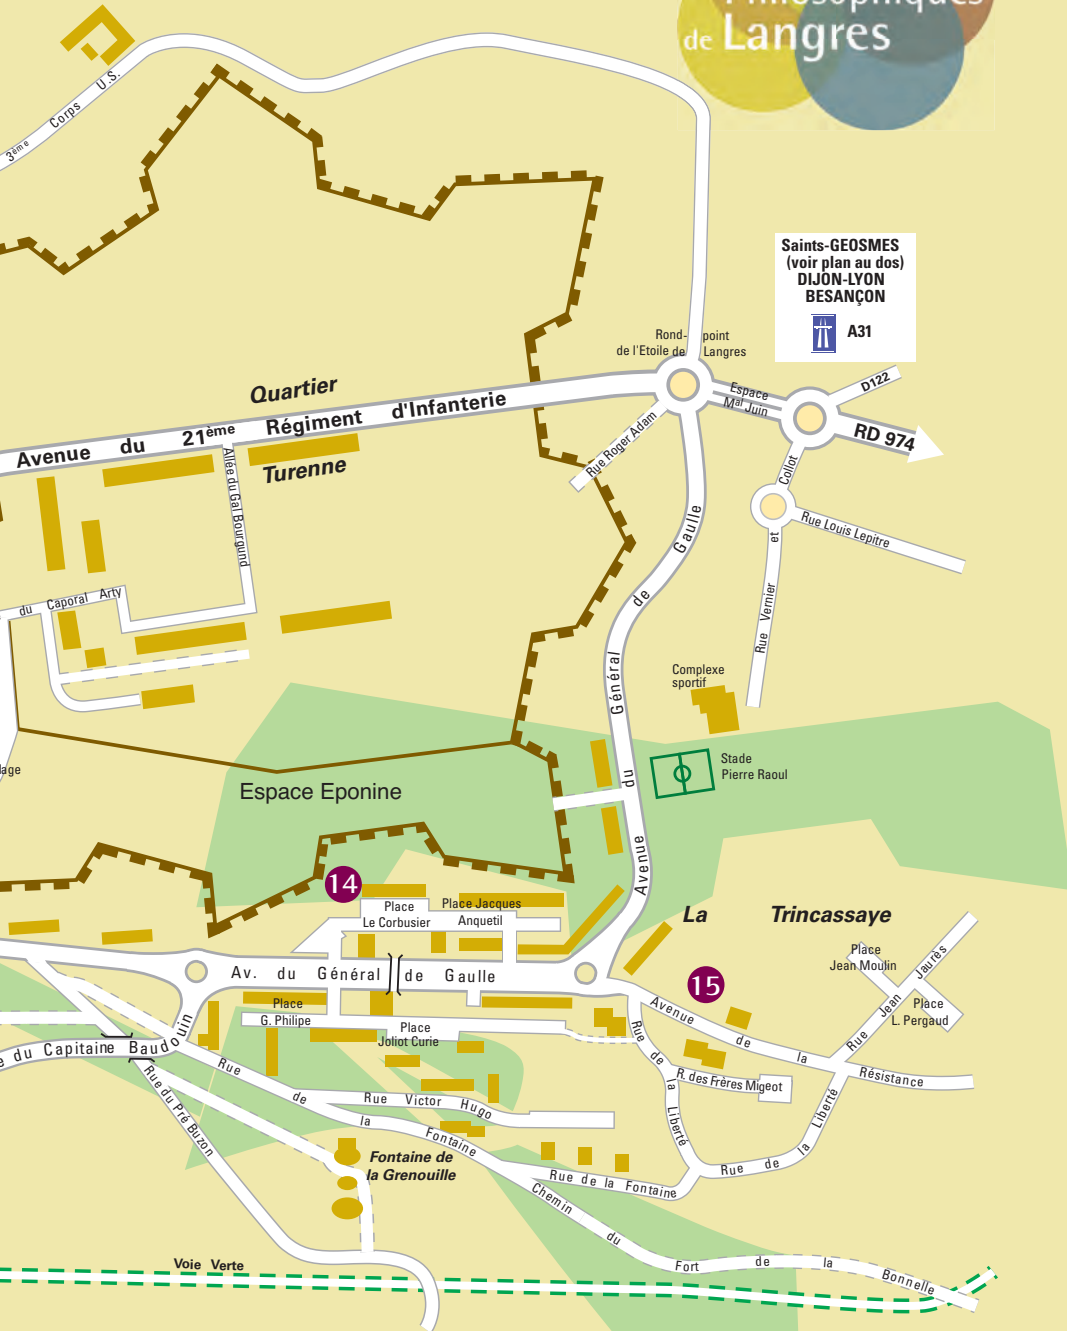 de Langres
3ème Corps U.S.
Saints-GEOSMES
(voir plan au dos)
DIJON-LYON
BESANÇON
A31
Rond-point
de l'Etoile de Langres
Quartier
Turenne
Avenue du 21ème Régiment d'Infanterie
Espace
Mal Juin
D122
RD 974
Rue Roger Adam
Allée du Gal Bourgund
du Caporal Arty
Rue Vernier et Collot
Rue Louis Lepitre
Avenue du Général de Gaulle
Complexe
sportif
Stade
Pierre Raoul
Espace Eponine
14
Place
Le Corbusier
Place Jacques
Anquetil
La Trincassaye
Place
Jean Moulin
Rue Jean Jaurès
Place
L. Pergaud
15
Av. du Général de Gaulle
Place
G. Philipe
Place
Joliot Curie
Avenue de la Résistance
Rue de la Liberté
R. des Frères Migeot
Rue de la Liberté
du Capitaine Baudouin
Rue du Pré Buzon
Rue de la Fontaine
Rue Victor Hugo
Rue de la Fontaine
Fontaine de
la Grenouille
Chemin du Fort de la Bonnelle
Voie Verte